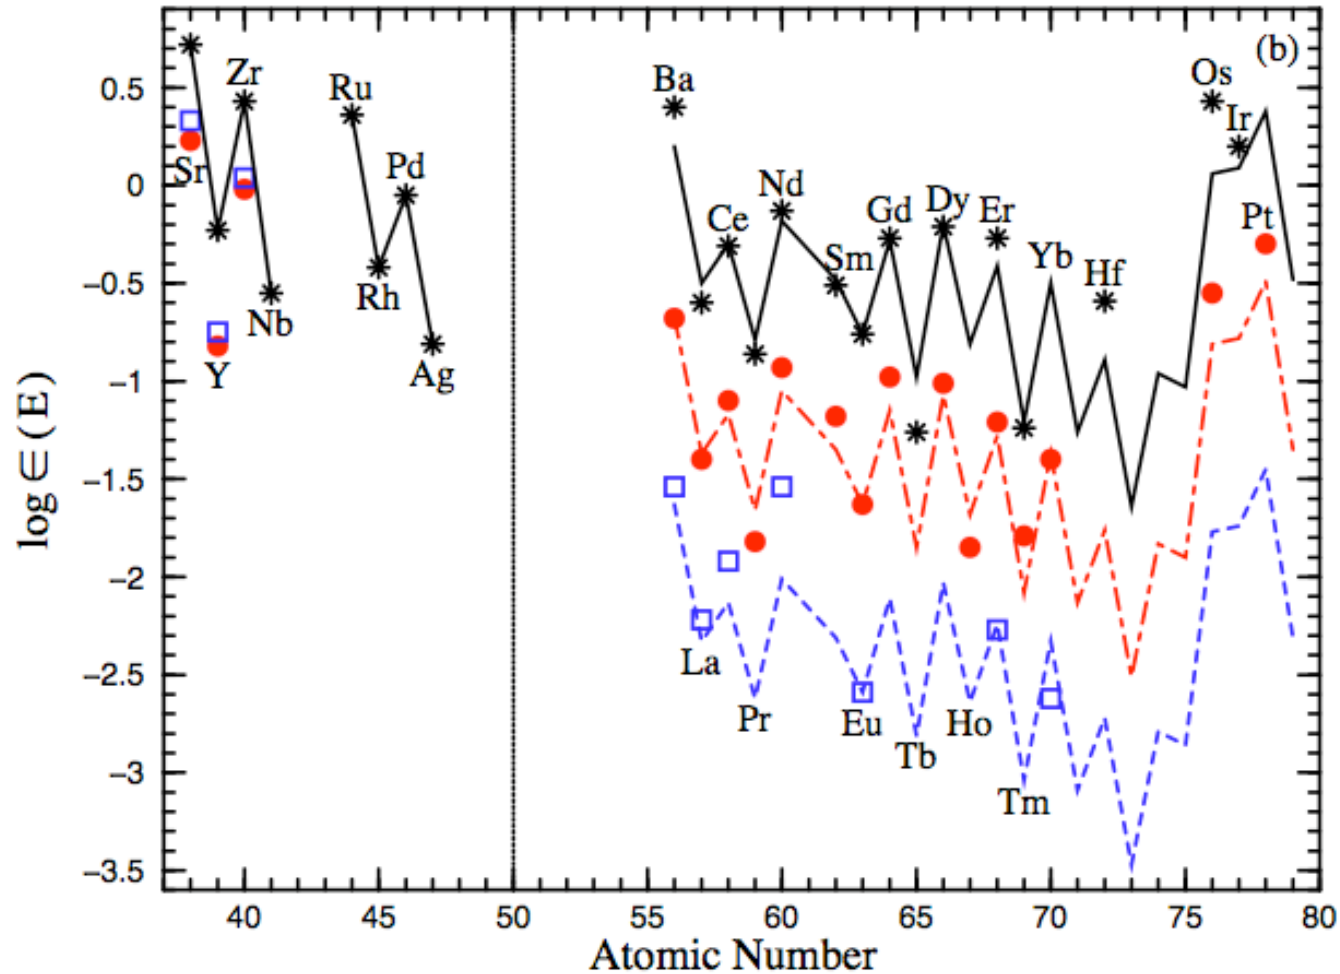 (b)
Zr
Ru
Ba
Os
Ir
Sr
Pd
Nd
Ce
Gd
Dy
Er
Pt
Sm
Yb
Hf
Nb
Rh
Y
Ag
La
Pr
Eu
Tb
Ho
Tm
0.5
0
−0.5
−1
−1.5
−2
−2.5
−3
−3.5
log ∈ ( E )
40 45 50 55 60 65 70 75 80
Atomic Number